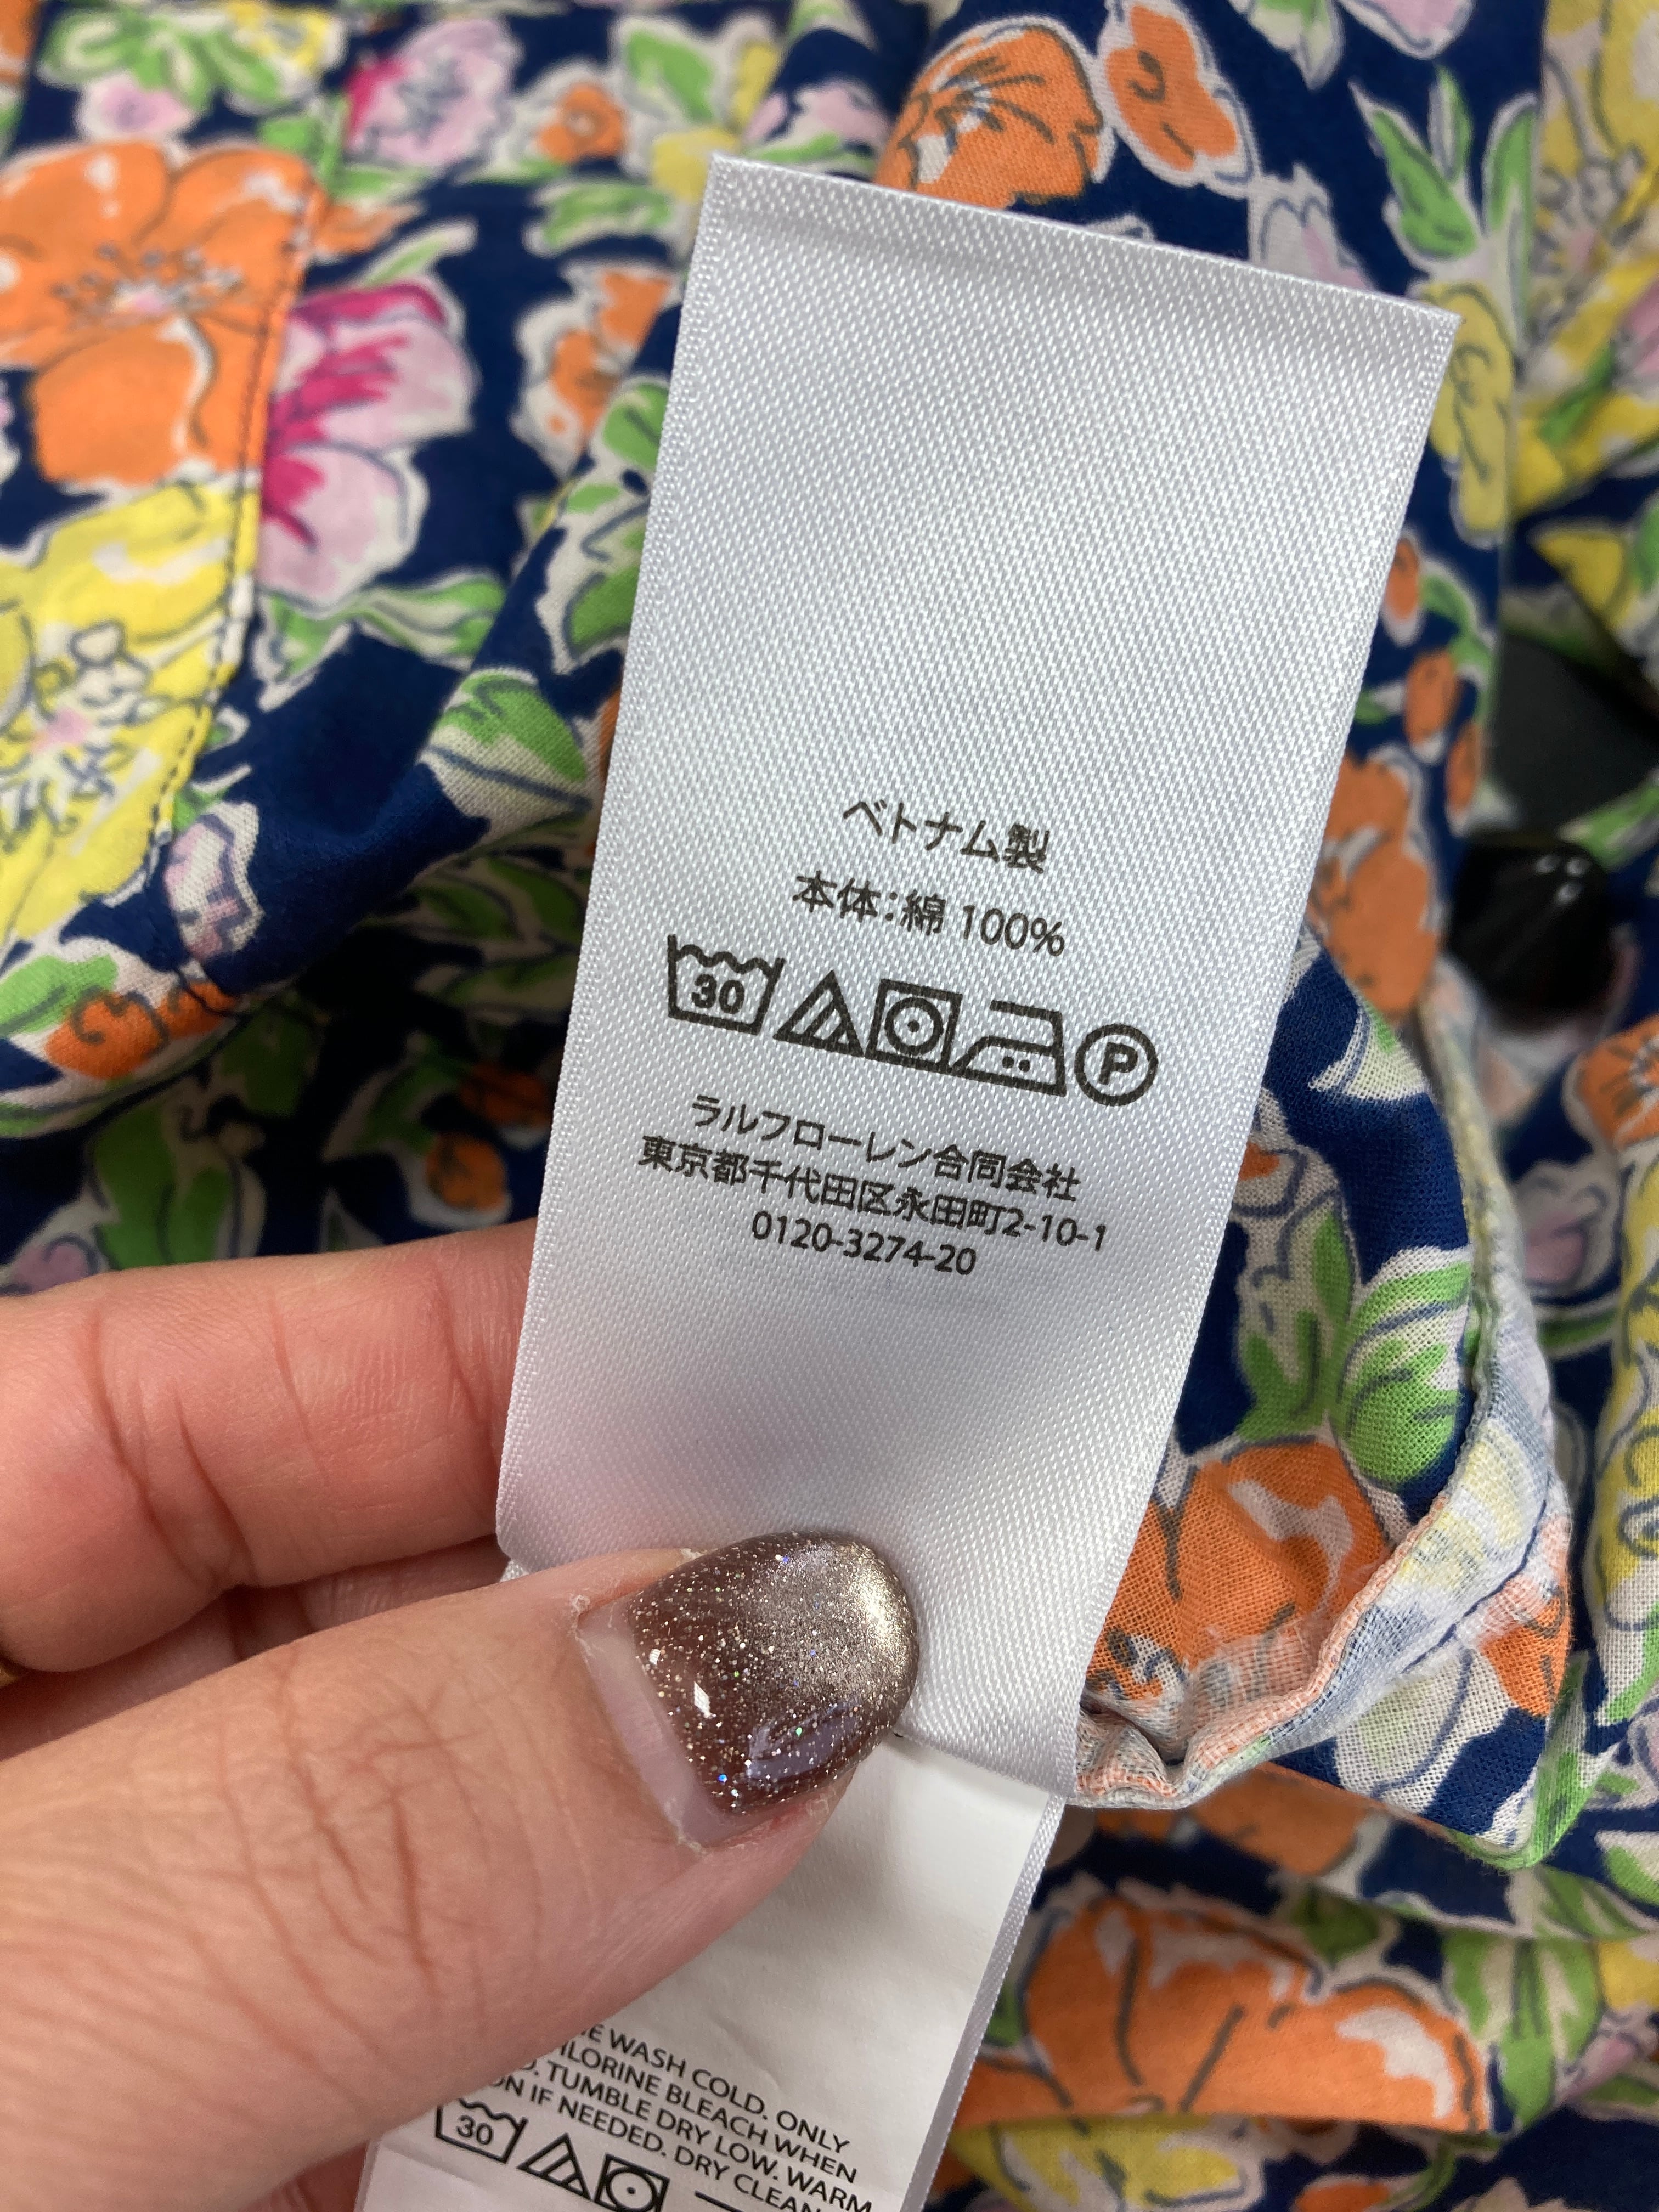 ベトナム製
本体:綿 100%
30 P
ラルフローレン合同会社
東京都千代田区永田町2-10-1
0120-3274-20
WASH COLD. ONLY
BLEACH WHEN
TUMBLE DRY LOW. WARM
IF NEEDED. DRY CLEAN
30